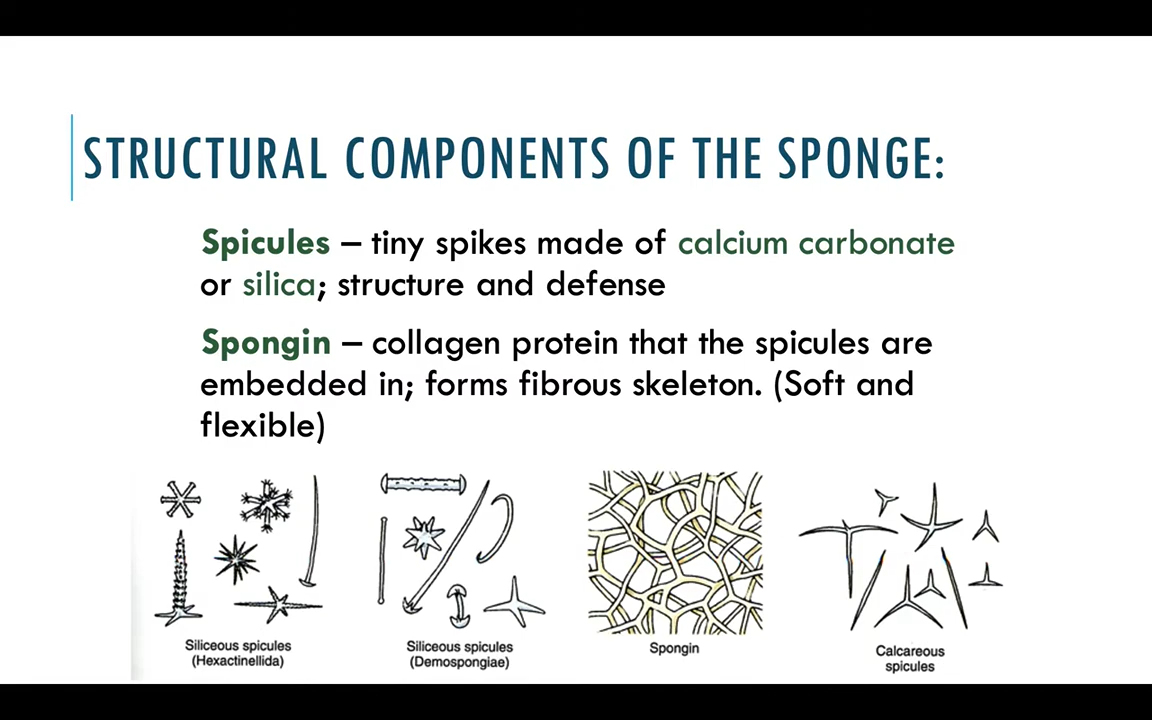 STRUCTURAL COMPONENTS OF THE SPONGE:
Spicules – tiny spikes made of calcium carbonate
or silica; structure and defense
Spongin – collagen protein that the spicules are
embedded in; forms fibrous skeleton. (Soft and
flexible)
Siliceous spicules
(Hexactinellida)
Siliceous spicules
(Demospongiae)
Spongin
Calcareous
spicules